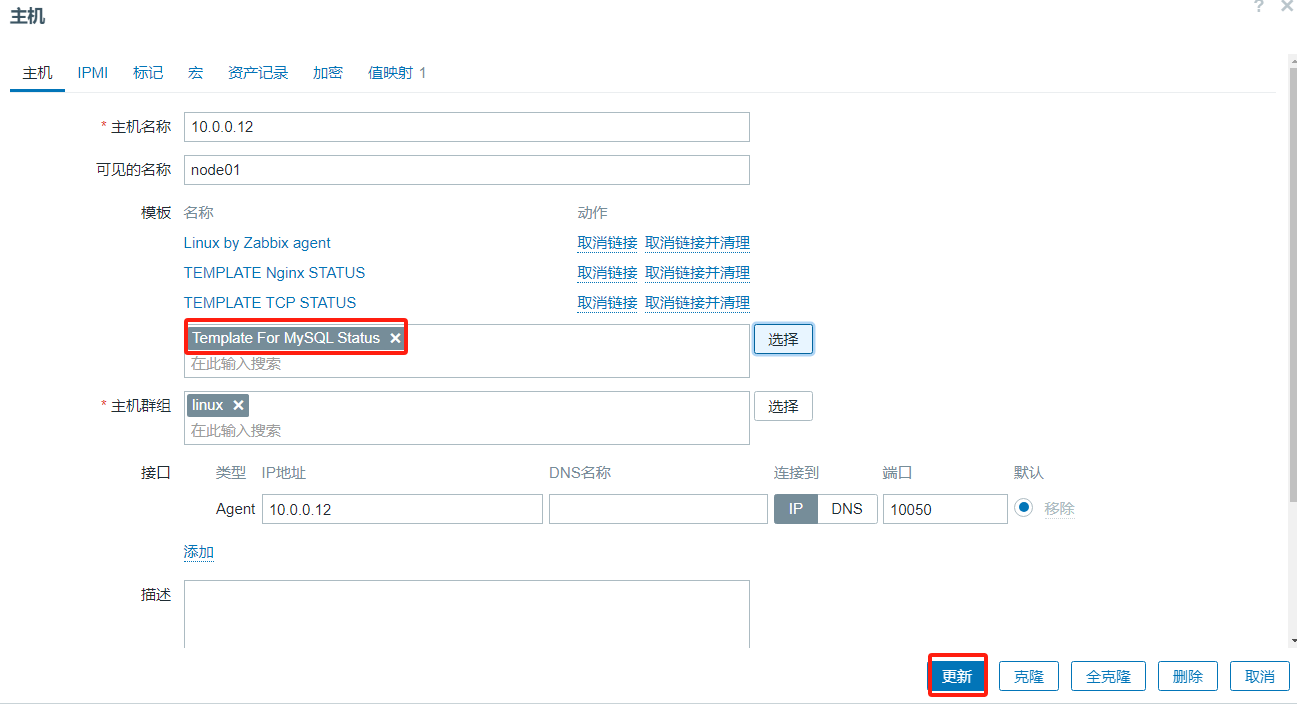 主机
? ×
主机 IPMI 标记 宏 资产记录 加密 值映射 1
* 主机名称 10.0.0.12
可见的名称 node01
模板 名称 动作
Linux by Zabbix agent 取消链接 取消链接并清理
TEMPLATE Nginx STATUS 取消链接 取消链接并清理
TEMPLATE TCP STATUS 取消链接 取消链接并清理
Template For MySQL Status × 选择
在此输入搜索
* 主机群组 linux × 选择
在此输入搜索
接口 类型 IP地址 DNS名称 连接到 端口 默认
Agent 10.0.0.12 IP DNS 10050 移除
添加
描述
更新 克隆 全克隆 删除 取消